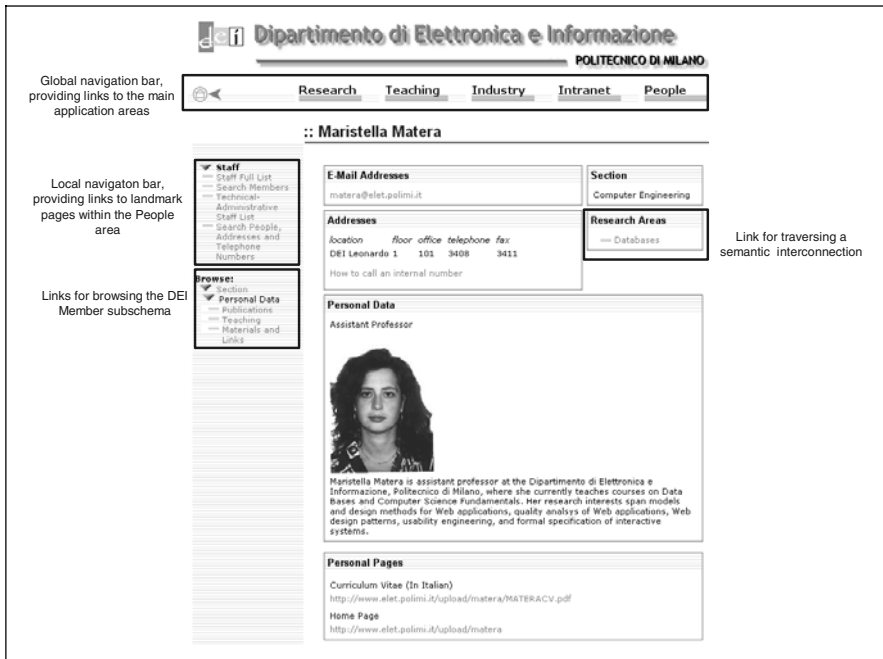 dei Dipartimento di Elettronica e Informazione
POLITECNICO DI MILANO
Global navigation bar,
providing links to the main
application areas
Research Teaching Industry Intranet People
:: Maristella Matera
Local navigaton bar,
providing links to landmark
pages within the People
area
Staff
Staff Full List
Search Members
Technical-
Administrative
Staff List
Search People,
Addresses and
Telephone
Numbers
Links for browsing the DEI
Member subschema
Browse:
Section
Personal Data
Publications
Teaching
Materials and
Links
E-Mail Addresses
matera@elet.polimi.it
Section
Computer Engineering
Addresses
location floor office telephone fax
DEI Leonardo 1 101 3408 3411
How to call an internal number
Research Areas
Databases
Link for traversing a
semantic interconnection
Personal Data
Assistant Professor
Maristella Matera is assistant professor at the Dipartimento di Elettronica e
Informazione, Politecnico di Milano, where she currently teaches courses on Data
Bases and Computer Science Fundamentals. Her research interests span models
and design methods for Web applications, quality analsys of Web applications, Web
design patterns, usability engineering, and formal specification of interactive
systems.
Personal Pages
Curriculum Vitae (In Italian)
http://www.elet.polimi.it/upload/matera/MATERACV.pdf
Home Page
http://www.elet.polimi.it/upload/matera